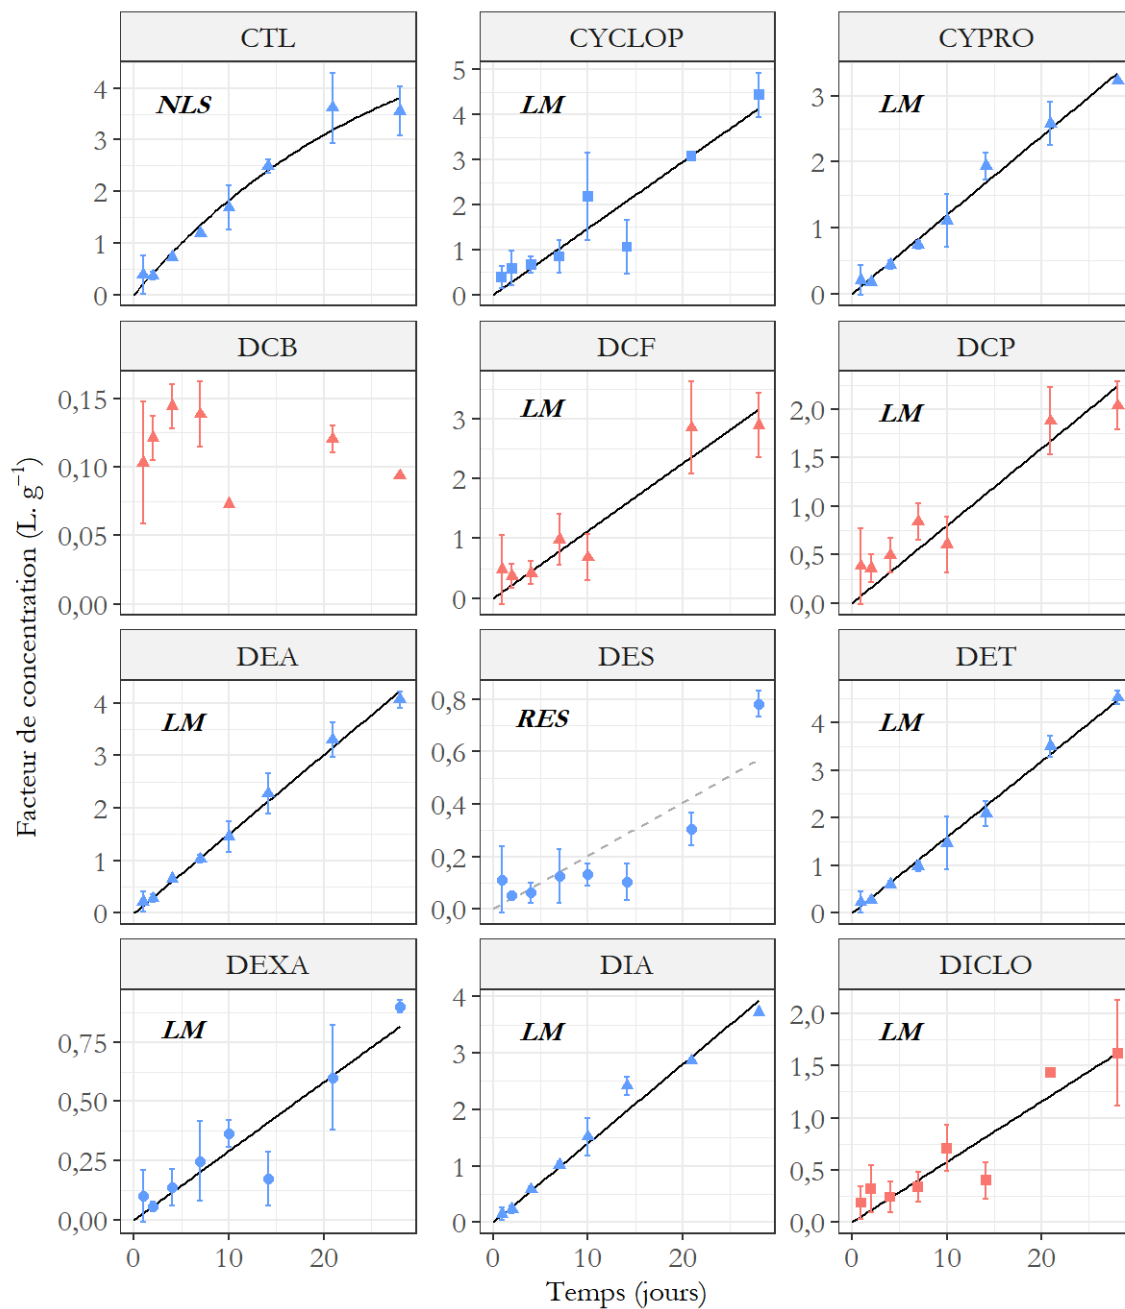 CTL CYCLOP CYPRO
NLS LM LM
4 3 2 1 0
5 4 3 2 1 0
3 2 1 0
DCB DCF DCP
LM LM
0,15 0,10 0,05 0,00
3 2 1 0
2,0 1,5 1,0 0,5 0,0
Facteur de concentration (L. g⁻¹)
DEA DES DET
LM RES LM
4 3 2 1 0
0,8 0,6 0,4 0,2 0,0
4 3 2 1 0
DEXA DIA DICLO
LM LM LM
0,75 0,50 0,25 0,00
4 3 2 1 0
2,0 1,5 1,0 0,5 0,0
0 10 20 0 10 20 0 10 20
Temps (jours)